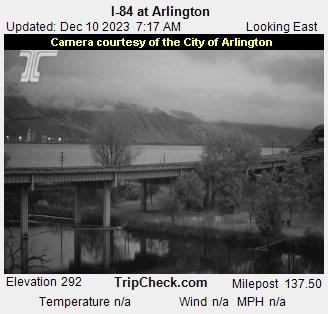 I-84 at Arlington
Updated: Dec 10 2023 7:17 AM Looking East
Camera courtesy of the City of Arlington
Elevation 292 TripCheck.com Milepost 137.50
Temperature n/a Wind n/a MPH n/a